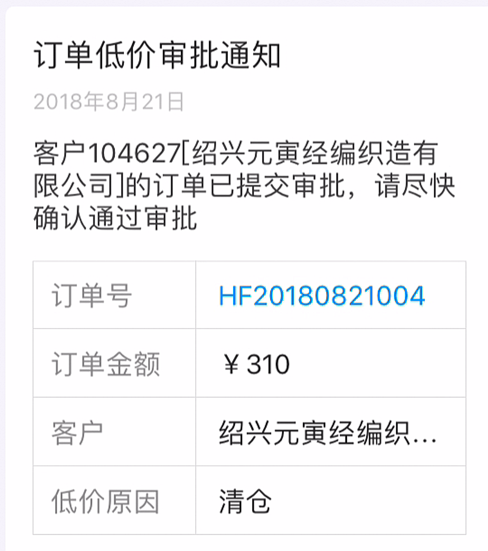 订单低价审批通知
2018年8月21日
客户104627[绍兴元寅经编织造有
限公司]的订单已提交审批，请尽快
确认通过审批
订单号 HF20180821004
订单金额 ￥310
客户 绍兴元寅经编织...
低价原因 清仓